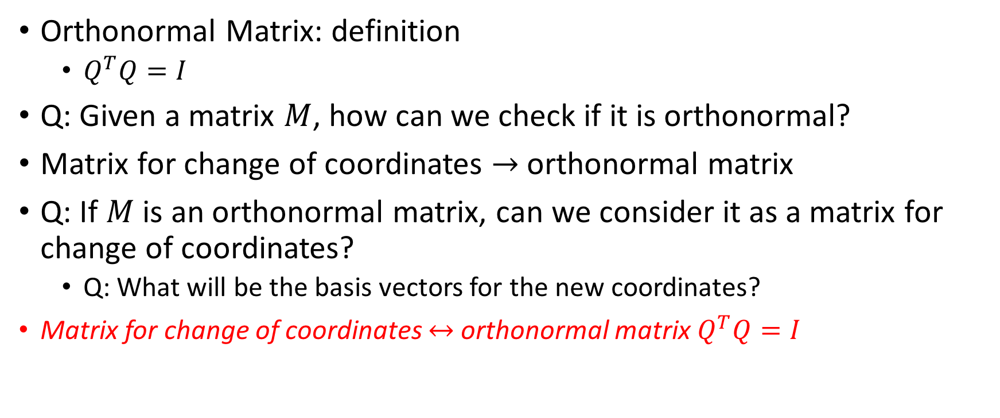 • Orthonormal Matrix: definition
• Q^T Q = I
• Q: Given a matrix M, how can we check if it is orthonormal?
• Matrix for change of coordinates → orthonormal matrix
• Q: If M is an orthonormal matrix, can we consider it as a matrix for
change of coordinates?
• Q: What will be the basis vectors for the new coordinates?
• Matrix for change of coordinates ↔ orthonormal matrix Q^T Q = I